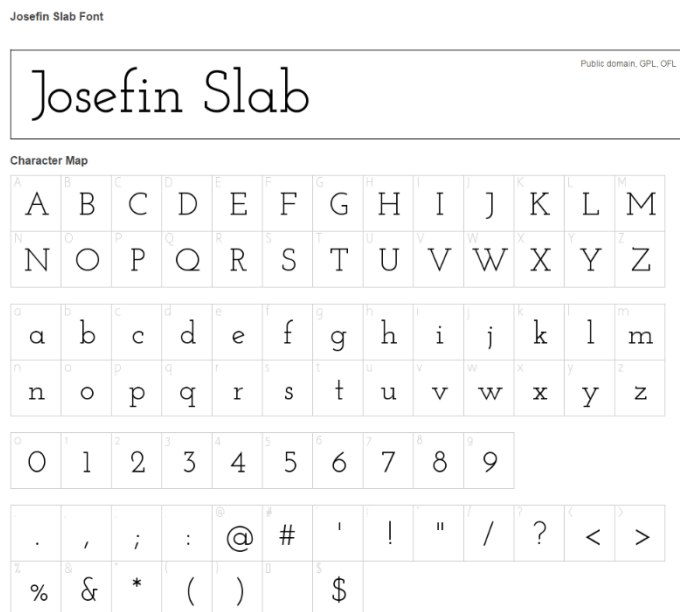 Josefin Slab Font
Public domain, GPL, OFL
Josefin Slab
Character Map
A B C D E F G H I J K L M
N O P Q R S T U V W X Y Z
a b c d e f g h i j k l m
n o p q r s t u v w x y z
0 1 2 3 4 5 6 7 8 9
. , ; : @ # ' ! " / ? < >
% & * ( ) $